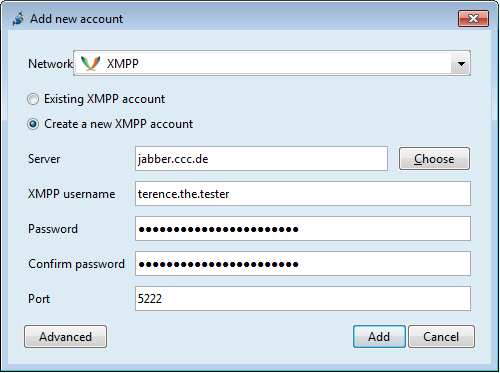 Add new account
Network XMPP
Existing XMPP account
Create a new XMPP account
Server jabber.ccc.de Choose
XMPP username terence.the.tester
Password ●●●●●●●●●●●●●●●●●●●●●●●
Confirm password ●●●●●●●●●●●●●●●●●●●●●●●
Port 5222
Advanced Add Cancel